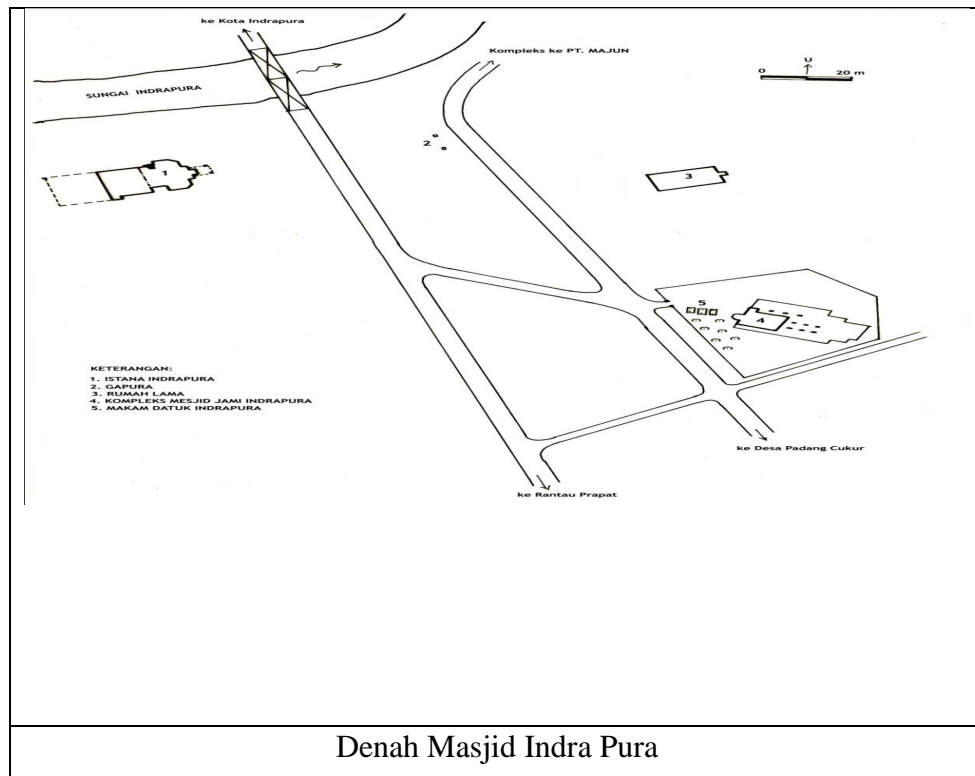 ke Kota Indrapura
Kompleks ke PT. MAJUN
U
0 20 m
SUNGAI INDRAPURA
2
1
3
5
4
KETERANGAN:
1. ISTANA INDRAPURA
2. GAPURA
3. RUMAH LAMA
4. KOMPLEKS MESJID JAMI INDRAPURA
5. MAKAM DATUK INDRAPURA
ke Desa Padang Cukur
ke Rantau Prapat
Denah Masjid Indra Pura